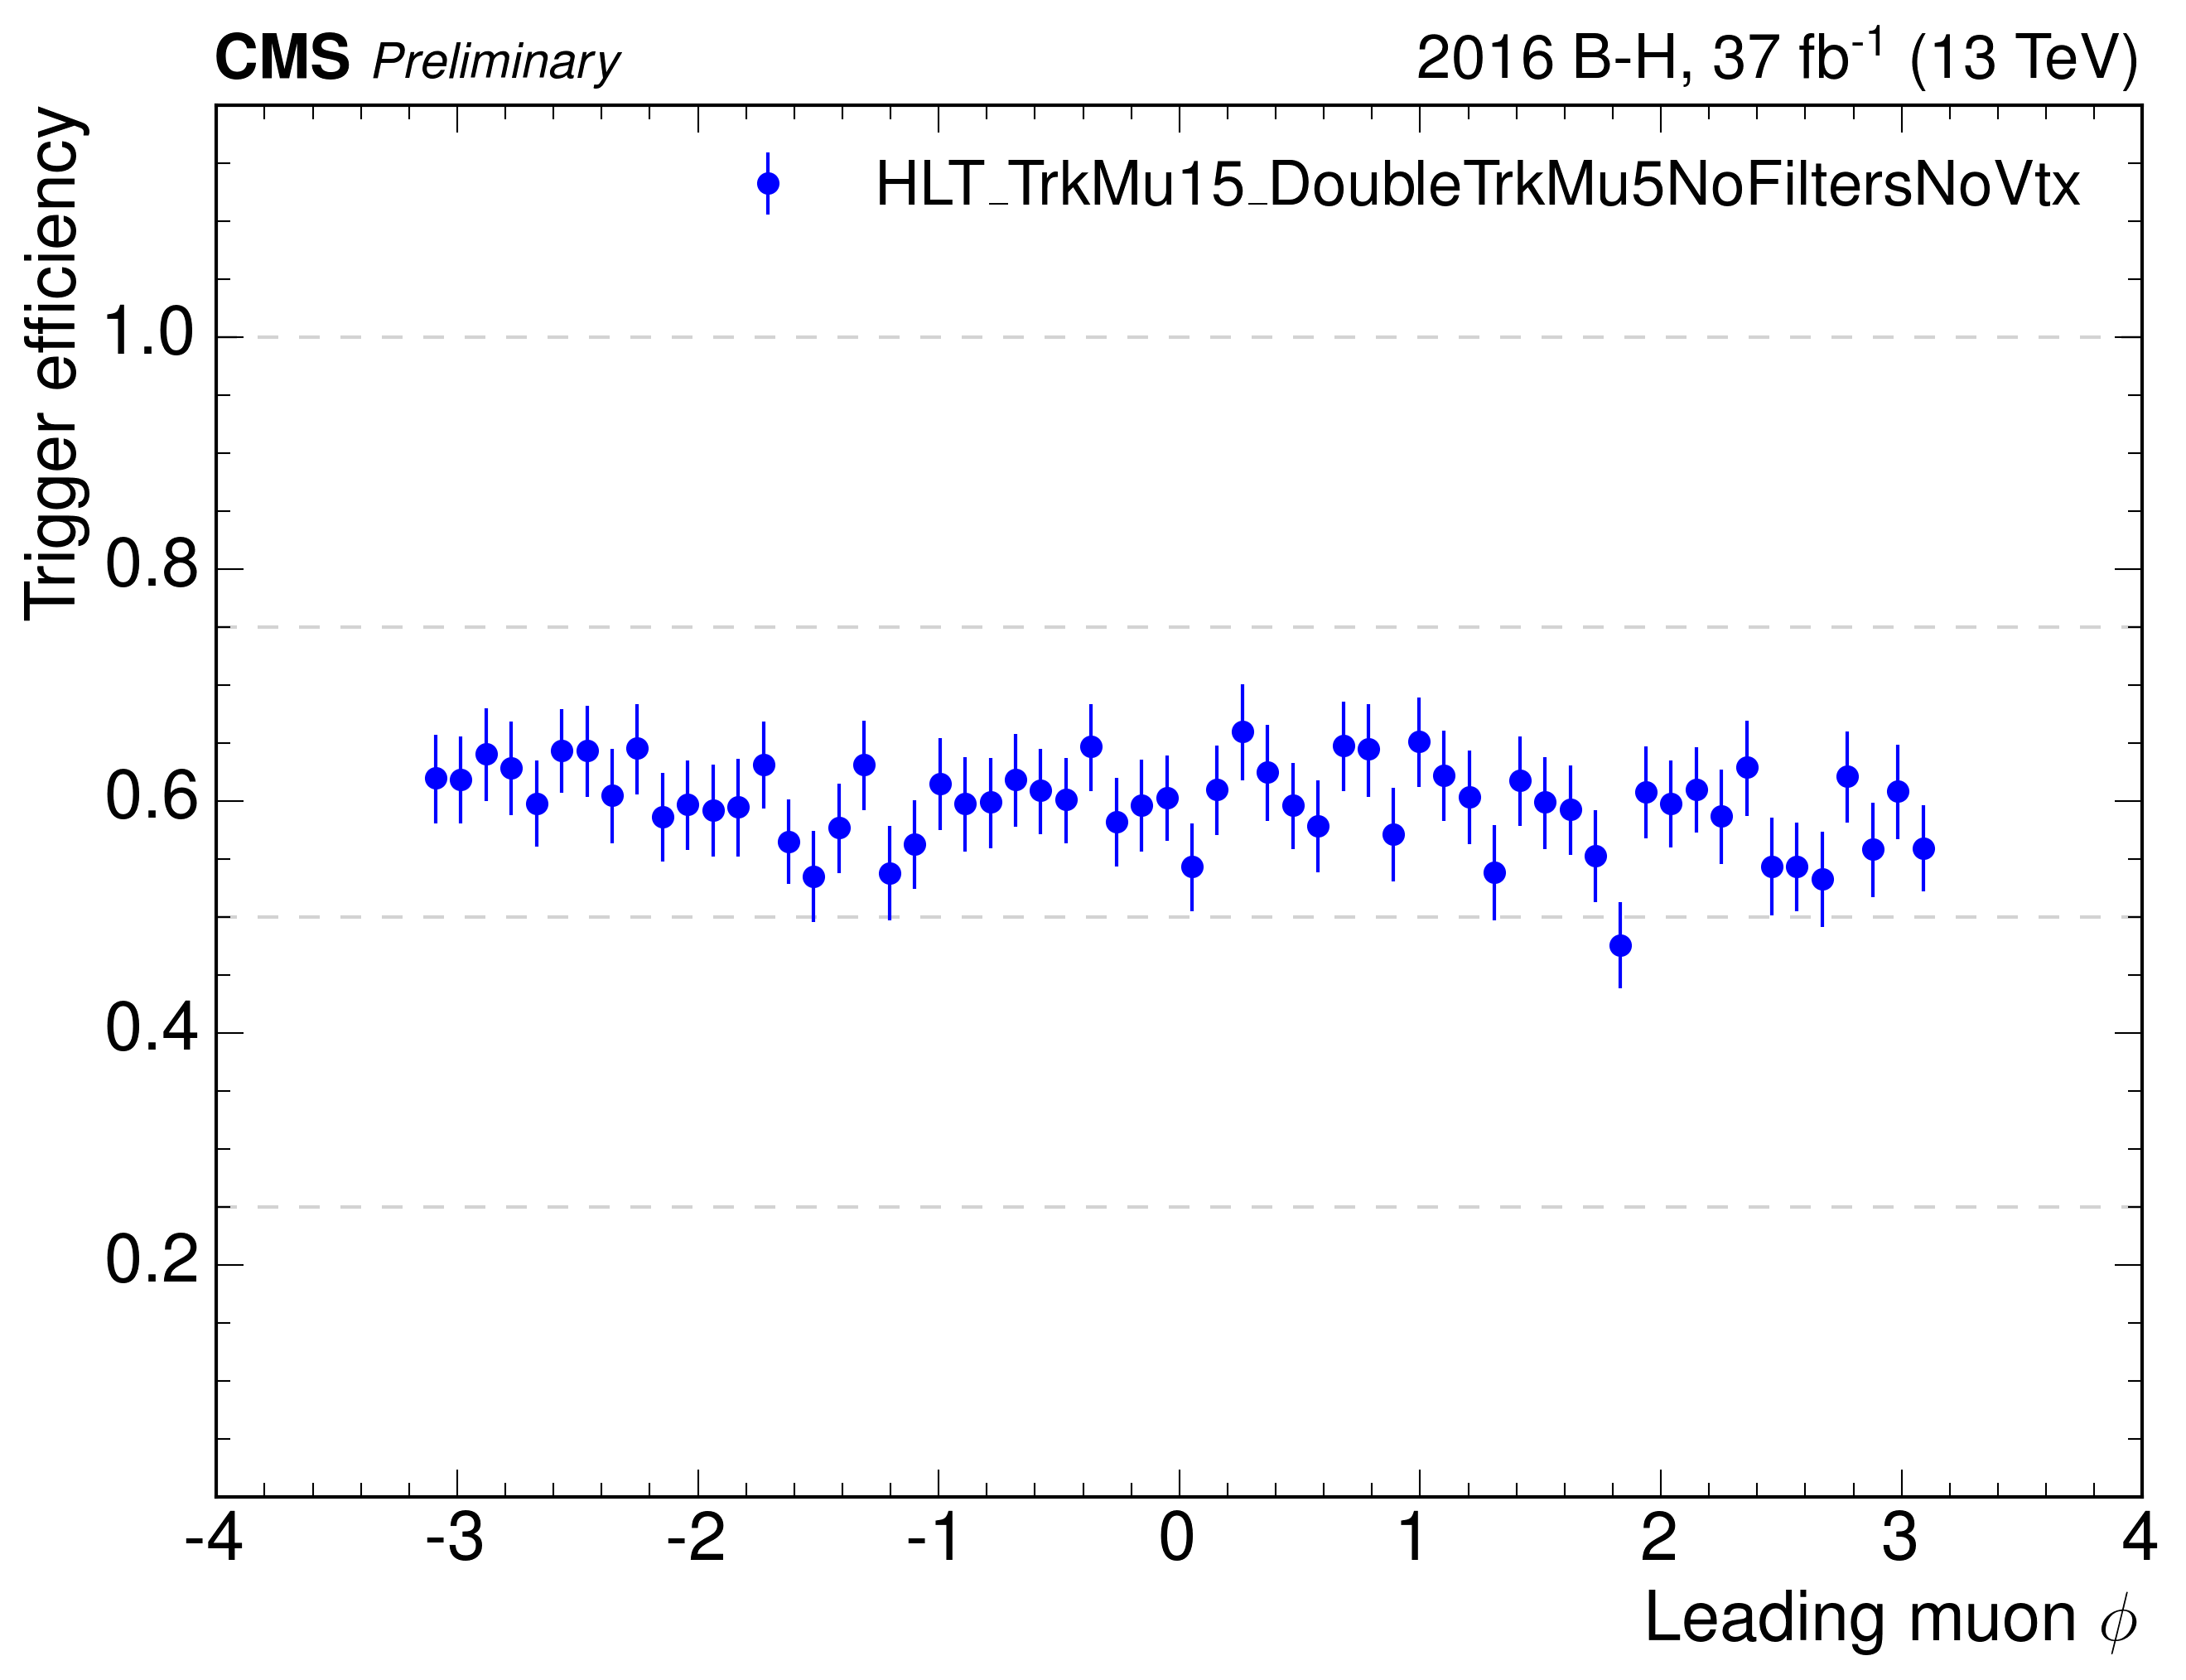 CMS Preliminary 2016 B-H, 37 fb⁻¹ (13 TeV)
Trigger efficiency
HLT_TrkMu15_DoubleTrkMu5NoFiltersNoVtx
1.0
0.8
0.6
0.4
0.2
-4 -3 -2 -1 0 1 2 3 4
Leading muon ϕ